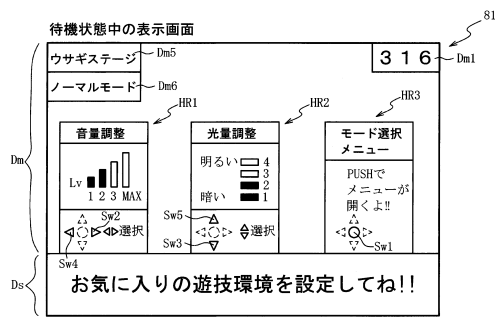 待機状態中の表示画面
81
ウサギステージ Dm5
316 Dm1
ノーマルモード Dm6
HR1
HR2
HR3
Dm
音量調整
Lv
1 2 3 MAX
Sw2
選択
Sw4
光量調整
明るい 4
3
2
暗い 1
Sw5
選択
Sw3
モード選択
メニュー
PUSHで
メニューが
開くよ!!
Sw1
Ds
お気に入りの遊技環境を設定してね!!